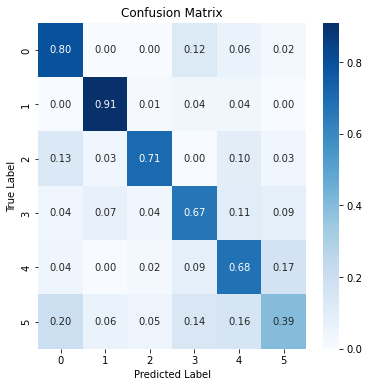 Confusion Matrix
0 0.80 0.00 0.00 0.12 0.06 0.02
1 0.00 0.91 0.01 0.04 0.04 0.00
2 0.13 0.03 0.71 0.00 0.10 0.03
3 0.04 0.07 0.04 0.67 0.11 0.09
4 0.04 0.00 0.02 0.09 0.68 0.17
5 0.20 0.06 0.05 0.14 0.16 0.39
0 1 2 3 4 5
True Label
Predicted Label
0.8
0.6
0.4
0.2
0.0